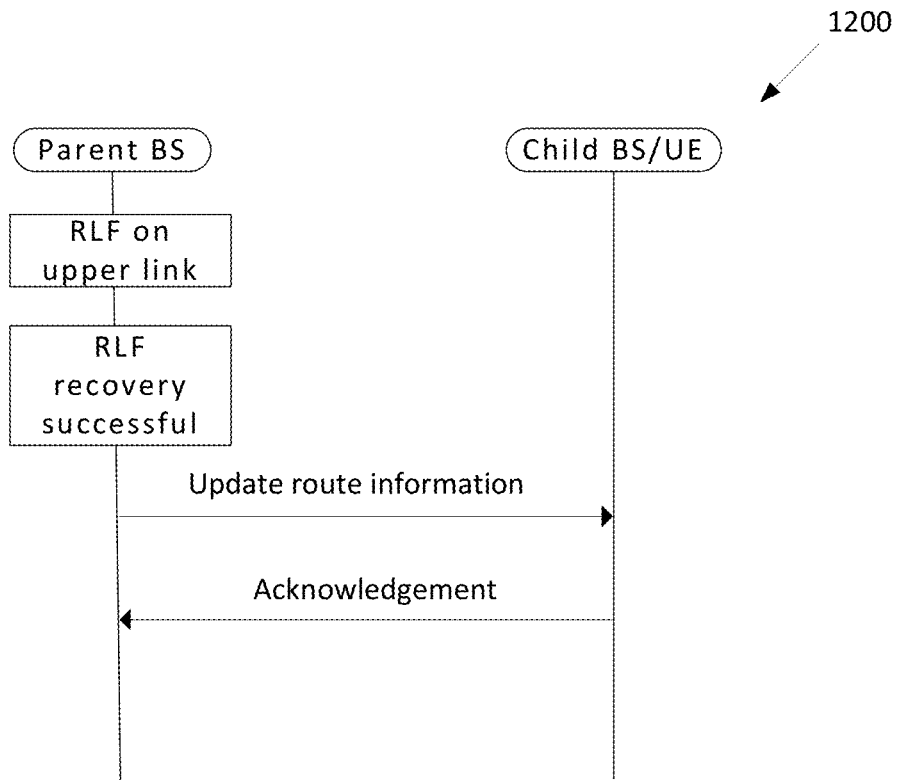 1200
Parent BS
Child BS/UE
RLF on
upper link
RLF
recovery
successful
Update route information
Acknowledgement